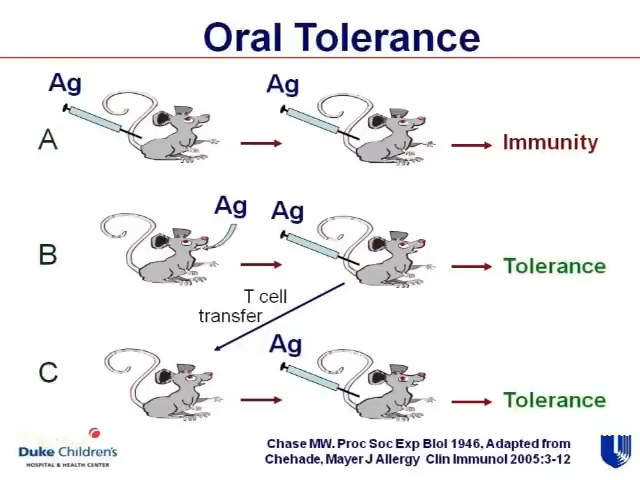 Oral Tolerance
Ag
Ag
A
Immunity
Ag
Ag
B
Tolerance
T cell
transfer
Ag
C
Tolerance
Duke Children's
HOSPITAL & HEALTH CENTER
Chase MW. Proc Soc Exp Biol 1946, Adapted from
Chehade, Mayer J Allergy Clin Immunol 2005:3-12